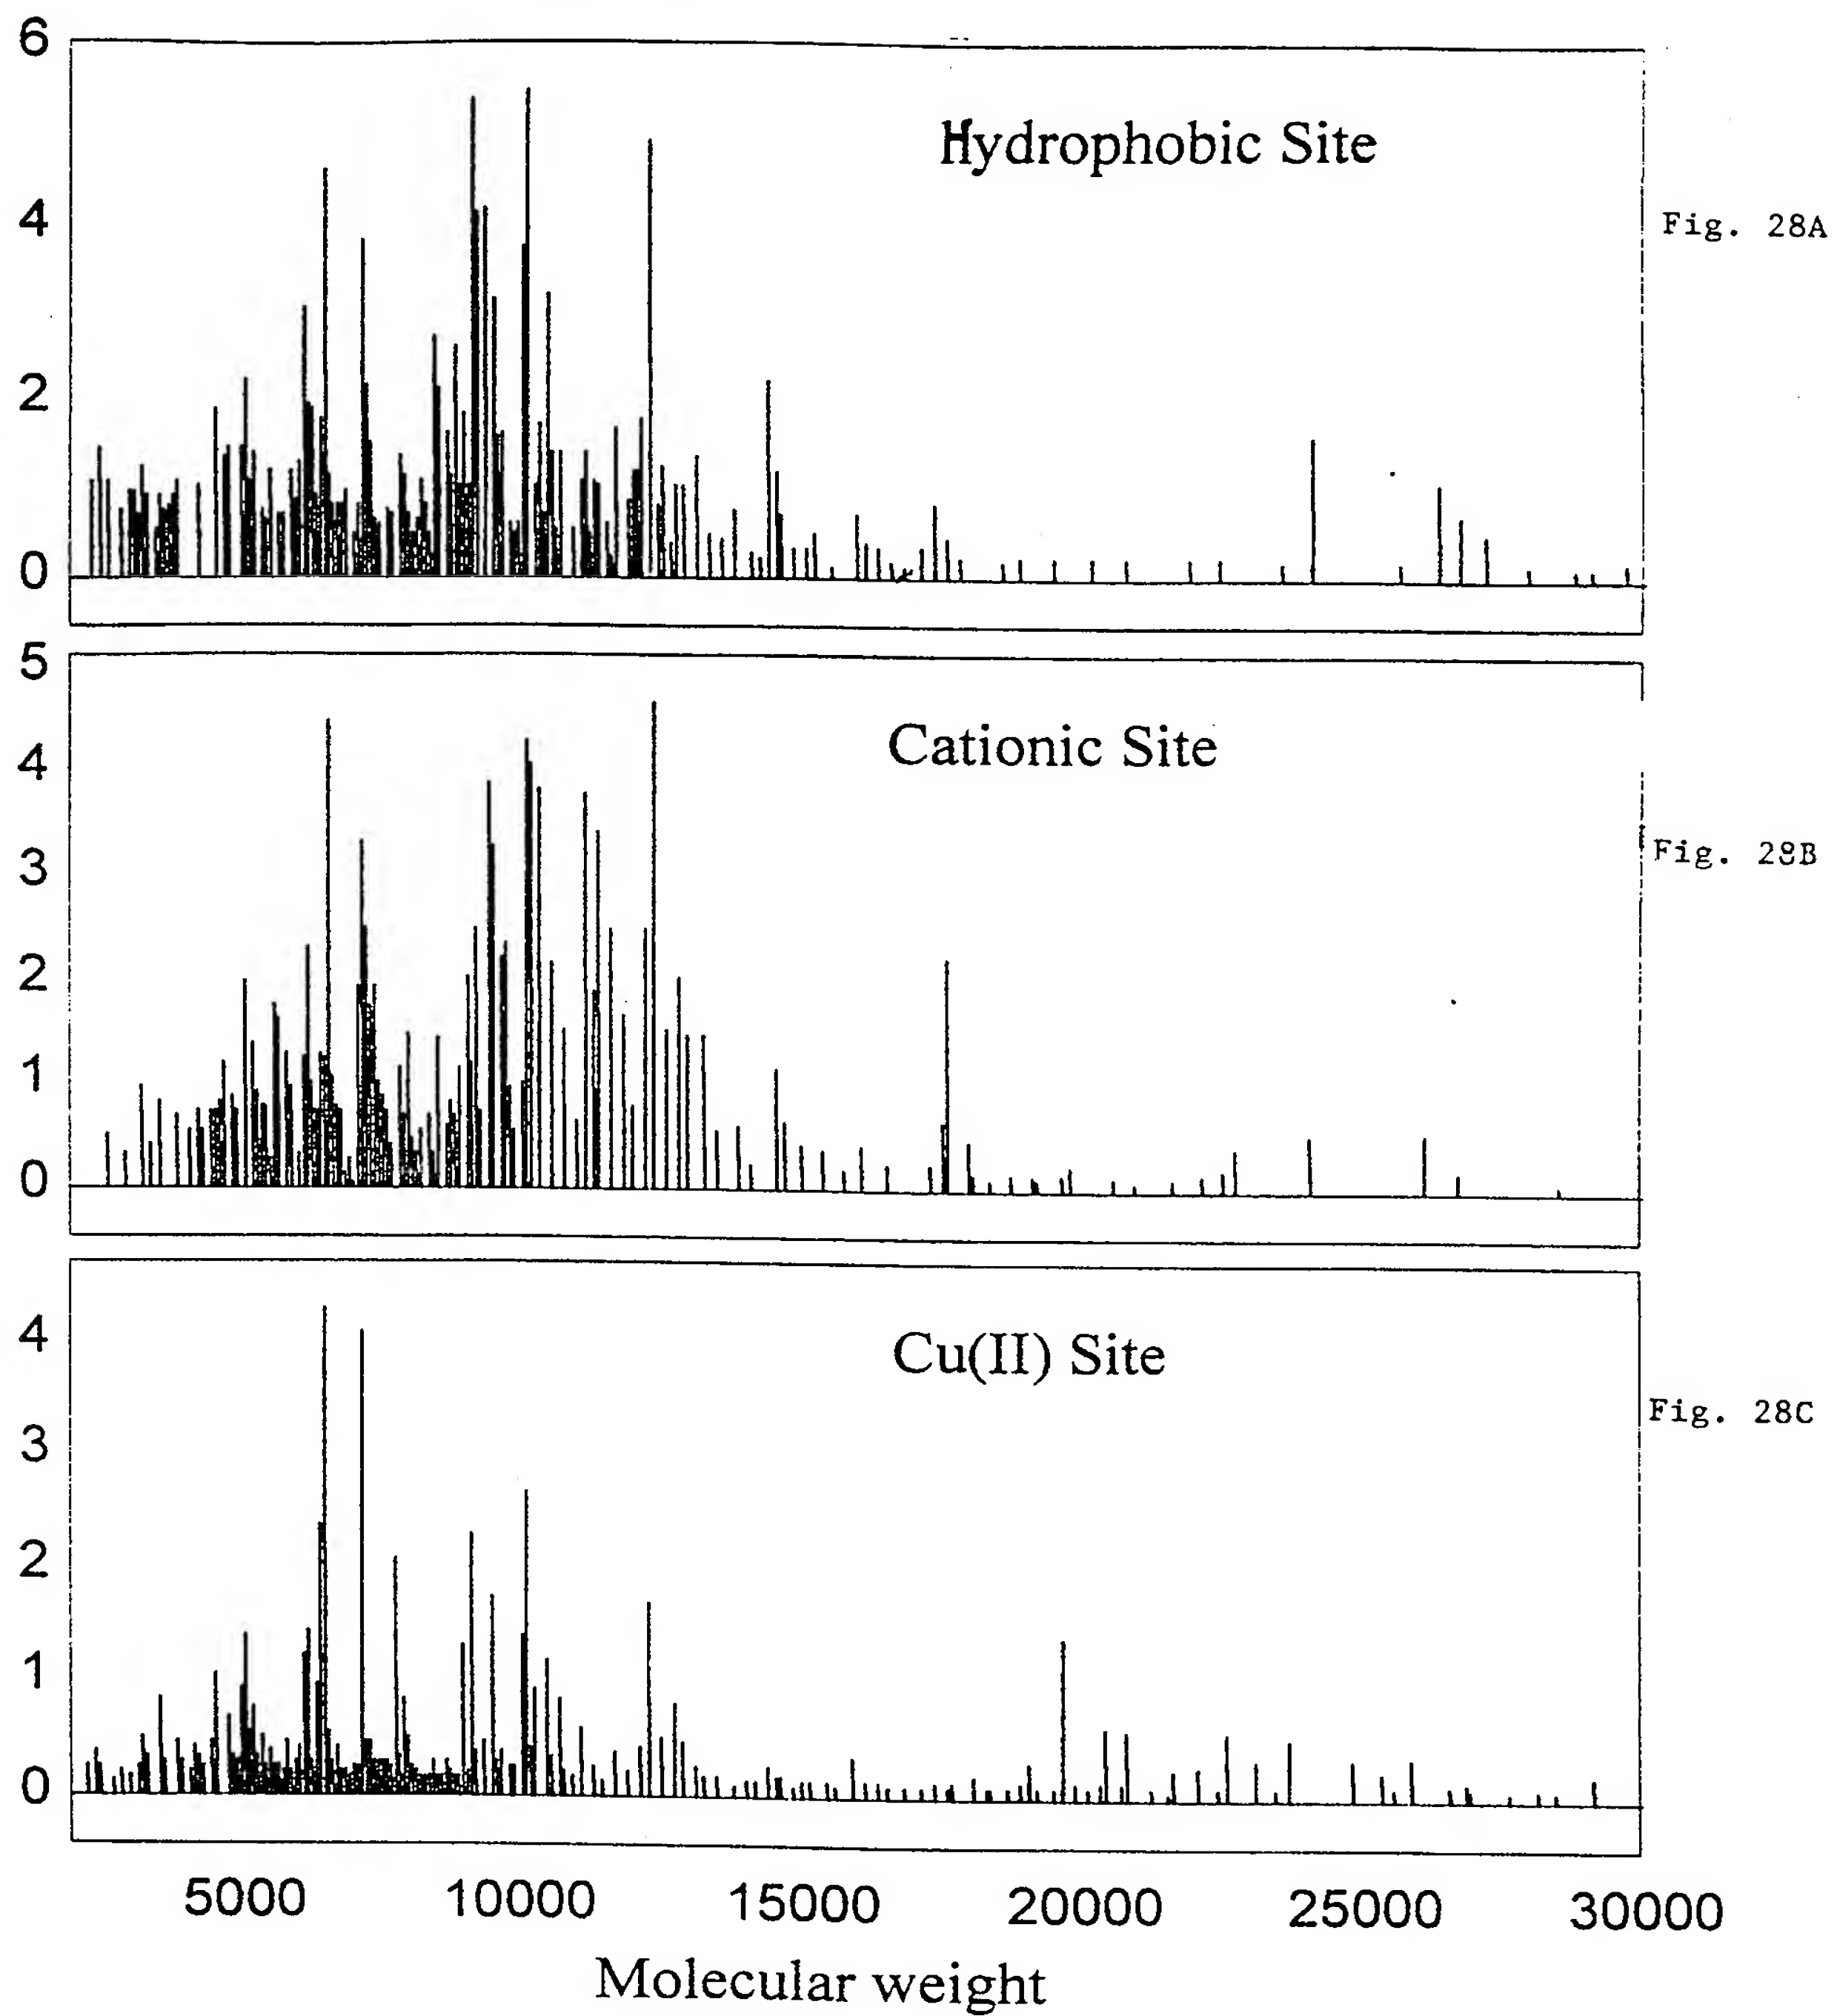 6
Hydrophobic Site
4
Fig. 28A
2
0
5
Cationic Site
4
Fig. 28B
3
2
1
0
4
Cu(II) Site
Fig. 28C
3
2
1
0
5000 10000 15000 20000 25000 30000
Molecular weight